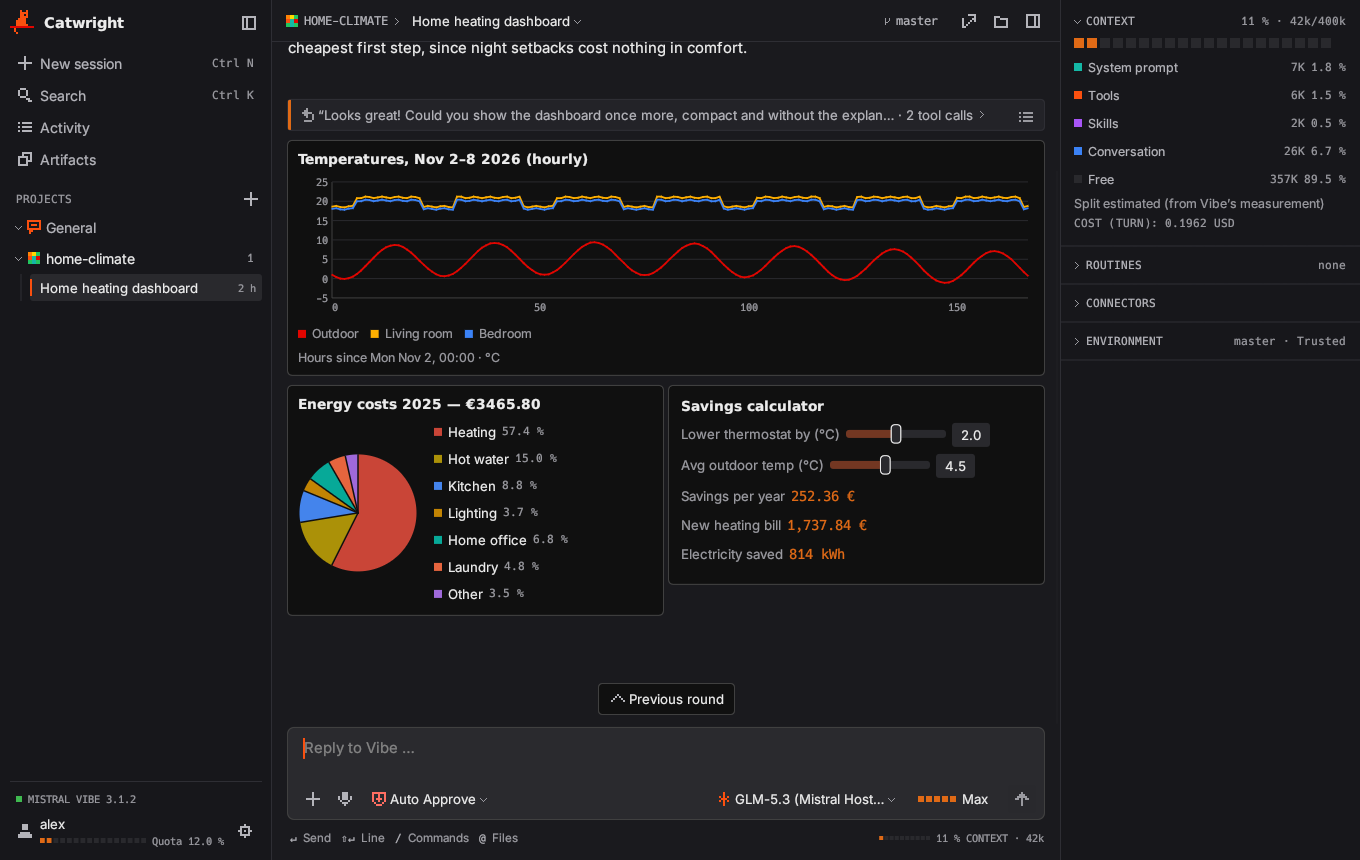 Catwright
New session Ctrl N
Search Ctrl K
Activity
Artifacts
PROJECTS
General
home-climate 1
Home heating dashboard 2 h
MISTRAL VIBE 3.1.2
alex
Quota 12.0 %
HOME-CLIMATE Home heating dashboard master
cheapest first step, since night setbacks cost nothing in comfort.
“Looks great! Could you show the dashboard once more, compact and without the explan... · 2 tool calls
Temperatures, Nov 2–8 2026 (hourly)
25
20
15
10
5
0
−5
0 50 100 150
Outdoor Living room Bedroom
Hours since Mon Nov 2, 00:00 · °C
Energy costs 2025 — €3465.80
Heating 57.4 %
Hot water 15.0 %
Kitchen 8.8 %
Lighting 3.7 %
Home office 6.8 %
Laundry 4.8 %
Other 3.5 %
Savings calculator
Lower thermostat by (°C) 2.0
Avg outdoor temp (°C) 4.5
Savings per year 252.36 €
New heating bill 1,737.84 €
Electricity saved 814 kWh
Previous round
Reply to Vibe ...
Auto Approve GLM-5.3 (Mistral Host... Max
Send Line / Commands @ Files 11 % CONTEXT · 42k
CONTEXT 11 % · 42k/400k
System prompt 7K 1.8 %
Tools 6K 1.5 %
Skills 2K 0.5 %
Conversation 26K 6.7 %
Free 357K 89.5 %
Split estimated (from Vibe’s measurement)
COST (TURN): 0.1962 USD
ROUTINES none
CONNECTORS
ENVIRONMENT master · Trusted